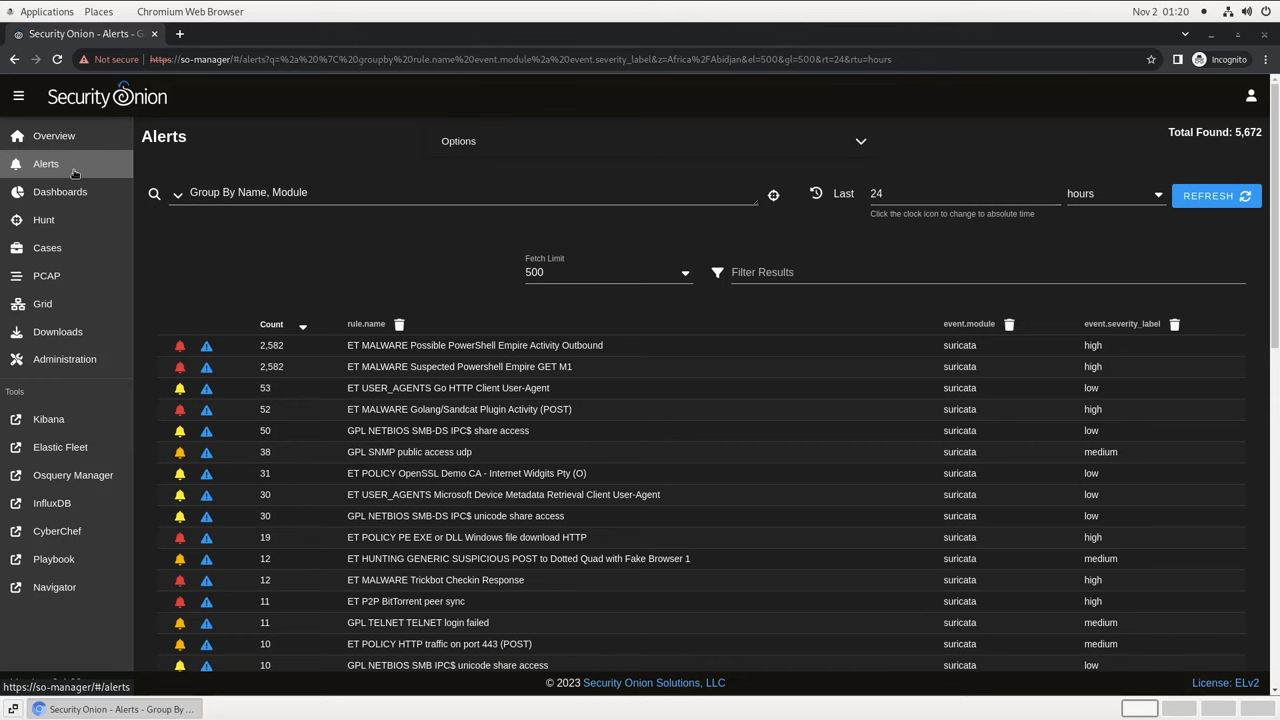 Applications Places Chromium Web Browser Nov 2 01:20
Security Onion - Alerts - G
Not secure https://so-manager/#/alerts?q=%2a%20%7C%20groupby%20rule.name%20event.module%2a%20event.severity_label&z=Africa%2FAbidjan&el=500&gl=500&rt=24&rtu=hours Incognito
Security Onion
Overview
Alerts
Dashboards
Hunt
Cases
PCAP
Grid
Downloads
Administration
Tools
Kibana
Elastic Fleet
Osquery Manager
InfluxDB
CyberChef
Playbook
Navigator
https://so-manager/#/alerts
Alerts Options Total Found: 5,672
Group By Name, Module Last 24 hours REFRESH
Click the clock icon to change to absolute time
Fetch Limit
500 Filter Results
Count rule.name event.module event.severity_label
2,582 ET MALWARE Possible PowerShell Empire Activity Outbound suricata high
2,582 ET MALWARE Suspected Powershell Empire GET M1 suricata high
53 ET USER_AGENTS Go HTTP Client User-Agent suricata low
52 ET MALWARE Golang/Sandcat Plugin Activity (POST) suricata high
50 GPL NETBIOS SMB-DS IPC$ share access suricata low
38 GPL SNMP public access udp suricata medium
31 ET POLICY OpenSSL Demo CA - Internet Widgits Pty (O) suricata low
30 ET USER_AGENTS Microsoft Device Metadata Retrieval Client User-Agent suricata low
30 GPL NETBIOS SMB-DS IPC$ unicode share access suricata low
19 ET POLICY PE EXE or DLL Windows file download HTTP suricata high
12 ET HUNTING GENERIC SUSPICIOUS POST to Dotted Quad with Fake Browser 1 suricata medium
12 ET MALWARE Trickbot Checkin Response suricata high
11 ET P2P BitTorrent peer sync suricata high
11 GPL TELNET TELNET login failed suricata medium
10 ET POLICY HTTP traffic on port 443 (POST) suricata medium
10 GPL NETBIOS SMB IPC$ unicode share access suricata low
© 2023 Security Onion Solutions, LLC License: ELv2
Security Onion - Alerts - Group By ...